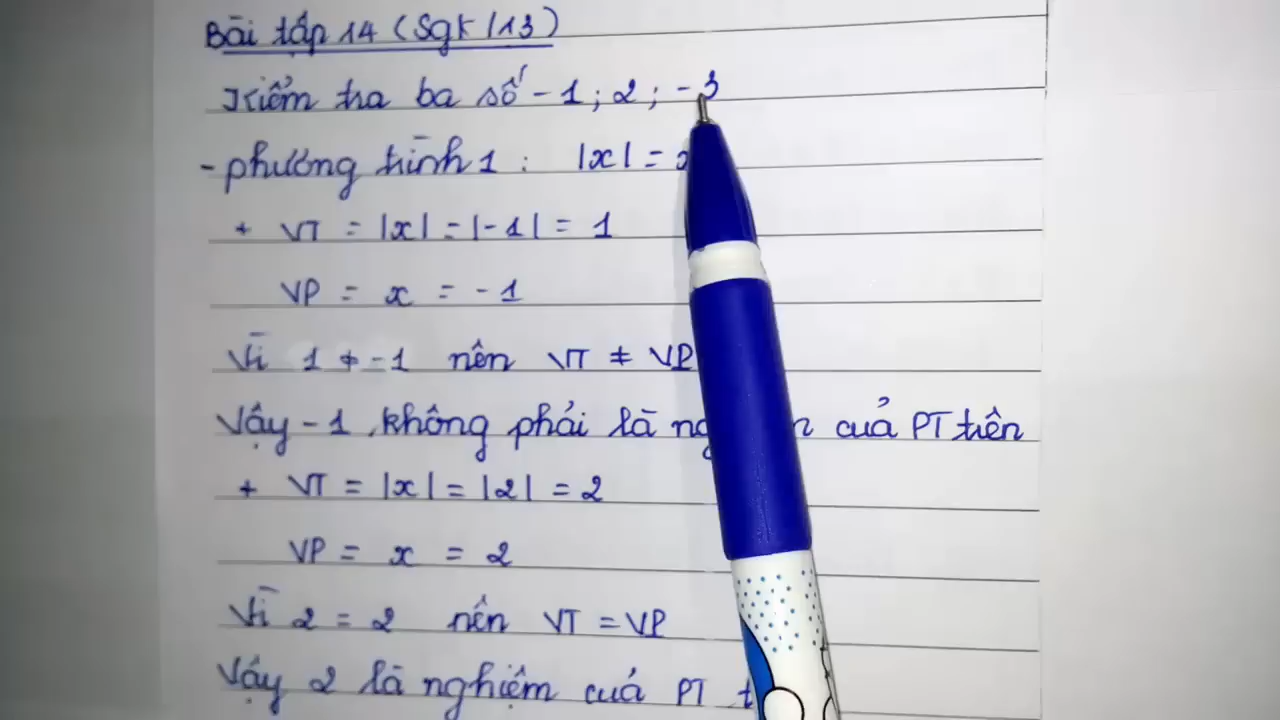 Bài tập 14 (Sgk/13)
Kiểm tra ba số -1 ; 2 ; -3
- phương trình 1 : |x| =
+ VT = |x| = |-1| = 1
VP = x = -1
Vì 1 ≠ -1 nên VT ≠ VP
Vậy -1 không phải là của PT trên
+ VT = |x| = |2| = 2
VP = x = 2
Vì 2 = 2 nên VT = VP
Vậy 2 là nghiệm của PT